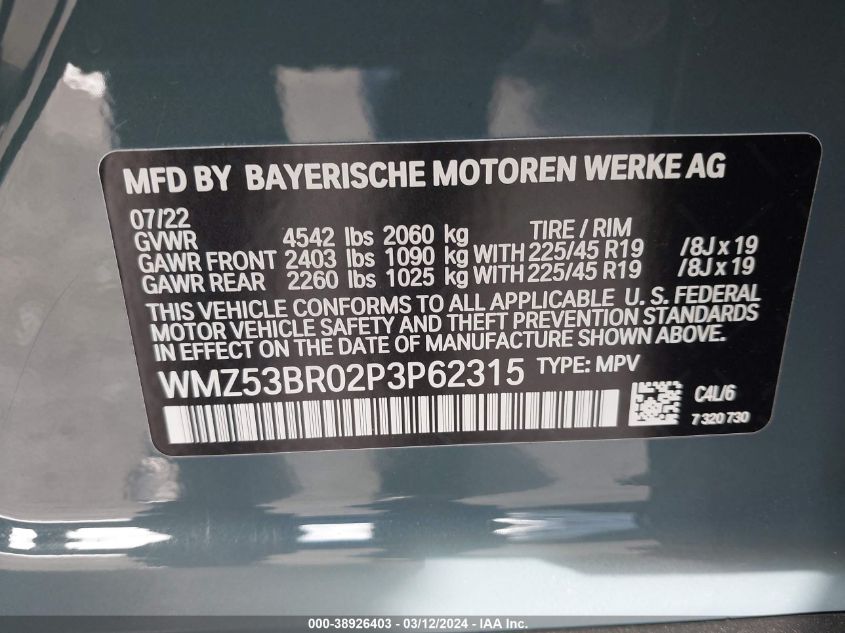 MFD BY BAYERISCHE MOTOREN WERKE AG
07/22
GVWR 4542 lbs 2060 kg TIRE / RIM
GAWR FRONT 2403 lbs 1090 kg WITH 225/45 R19 /8J x 19
GAWR REAR 2260 lbs 1025 kg WITH 225/45 R19 /8J x 19
THIS VEHICLE CONFORMS TO ALL APPLICABLE U. S. FEDERAL
MOTOR VEHICLE SAFETY AND THEFT PREVENTION STANDARDS
IN EFFECT ON THE DATE OF MANUFACTURE SHOWN ABOVE.
WMZ53BR02P3P62315 TYPE: MPV
C4L/6
7 320 730
000-38926403 - 03/12/2024 - IAA Inc.